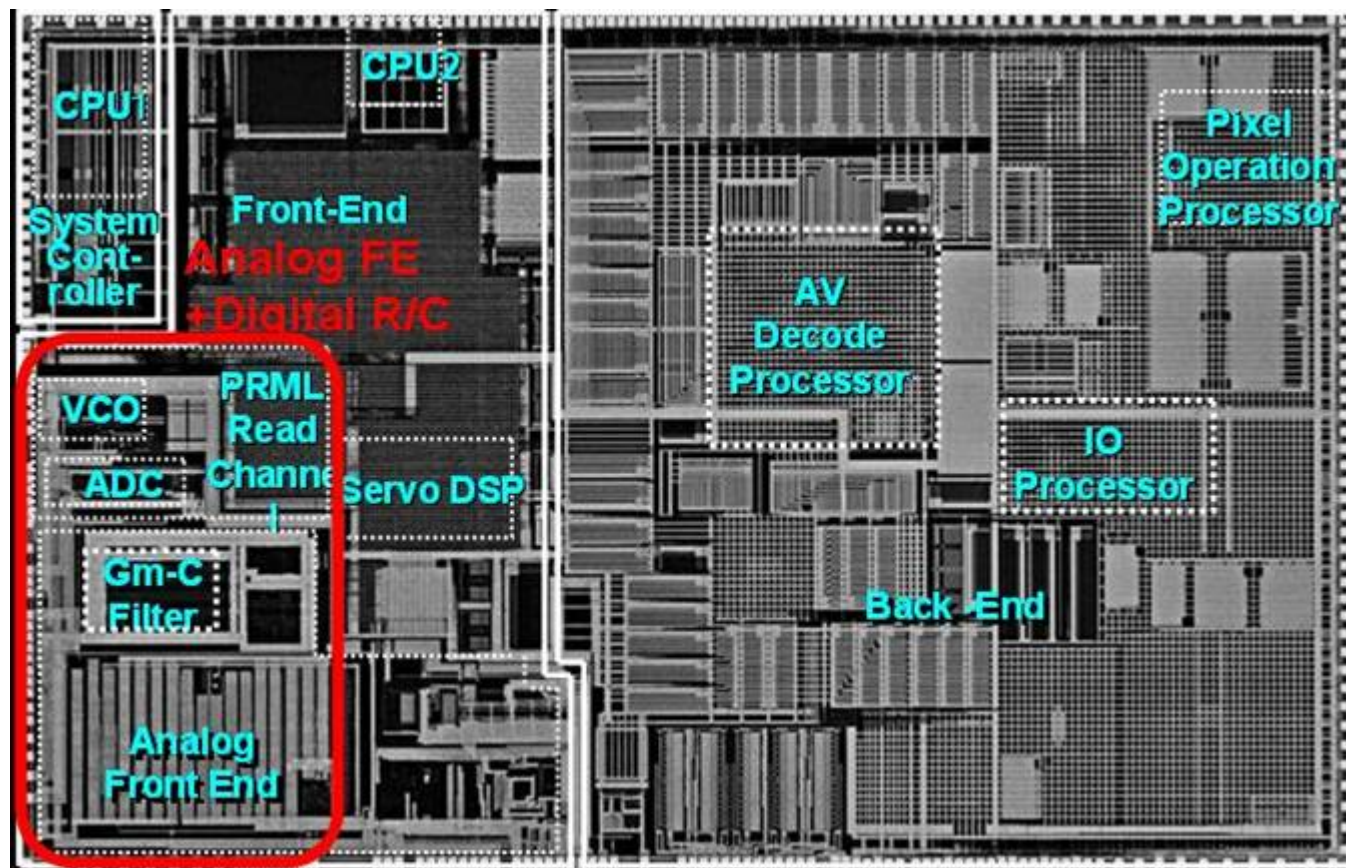 CPU1
System
Cont-
roller
CPU2
Front-End
Analog FE
+Digital R/C
VCO
ADC
PRML
Read
Channel
Servo DSP
Gm-C
Filter
Analog
Front End
AV
Decode
Processor
Pixel
Operation
Processor
IO
Processor
Back-End